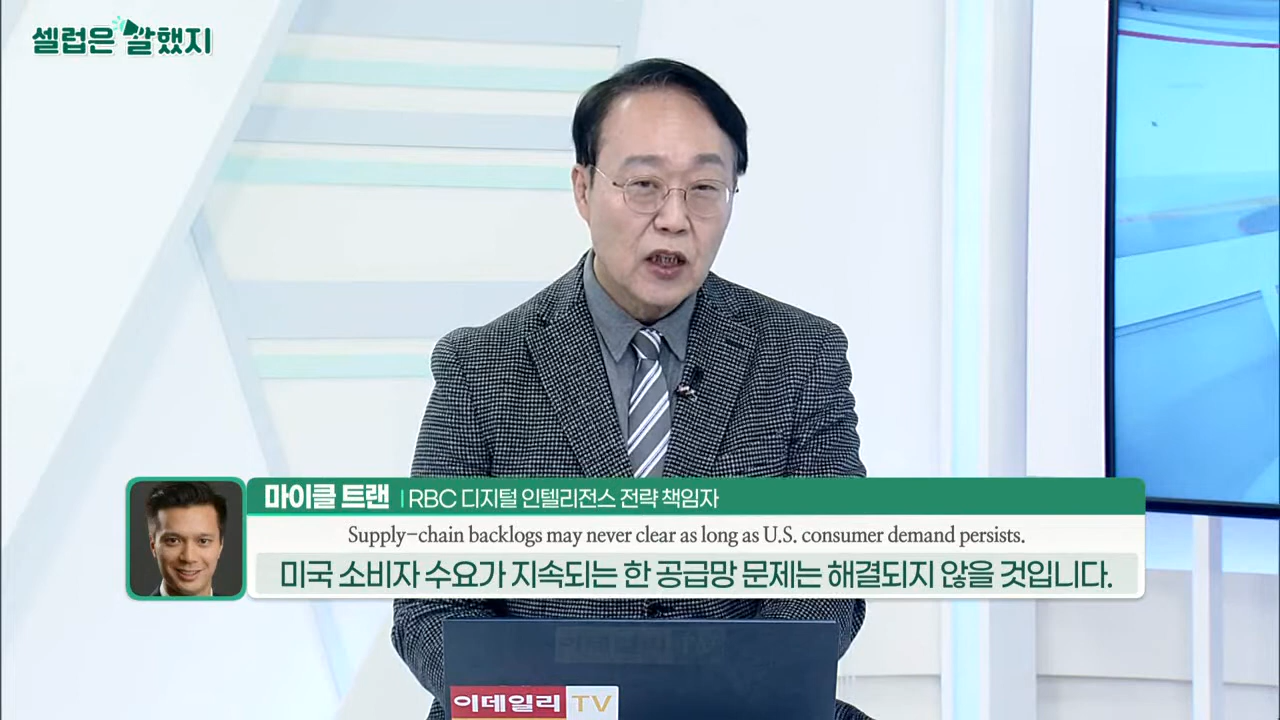 셀럽은 말했지
마이클 트랜 | RBC 디지털 인텔리전스 전략 책임자
Supply-chain backlogs may never clear as long as U.S. consumer demand persists.
미국 소비자 수요가 지속되는 한 공급망 문제는 해결되지 않을 것입니다.
이데일리 TV